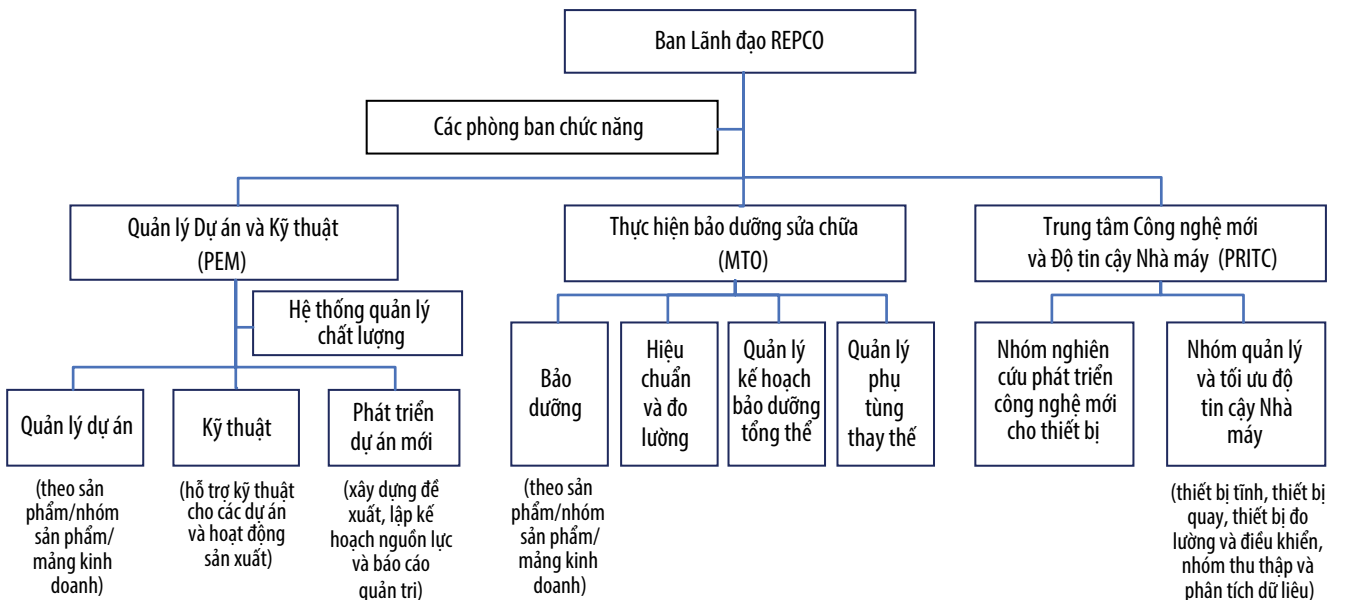 Ban Lãnh đạo REPCO
Các phòng ban chức năng
Quản lý Dự án và Kỹ thuật
(PEM)
Thực hiện bảo dưỡng sửa chữa
(MTO)
Trung tâm Công nghệ mới
và Độ tin cậy Nhà máy (PRITC)
Hệ thống quản lý
chất lượng
Quản lý dự án
Kỹ thuật
Phát triển
dự án mới
Bảo
dưỡng
Hiệu
chuẩn
và đo
lường
Quản lý
kế hoạch
bảo dưỡng
tổng thể
Quản lý
phụ
tùng
thay thế
Nhóm nghiên
cứu phát triển
công nghệ mới
cho thiết bị
Nhóm quản lý
và tối ưu độ
tin cậy Nhà
máy
(theo sản
phẩm/nhóm
sản phẩm/
mảng kinh
doanh)
(hỗ trợ kỹ thuật
cho các dự án
và hoạt động
sản xuất)
(xây dựng đề
xuất, lập kế
hoạch nguồn lực
và báo cáo
quản trị)
(theo sản
phẩm/nhóm
sản phẩm/
mảng kinh
doanh)
(thiết bị tĩnh, thiết bị
quay, thiết bị đo
lường và điều khiển,
nhóm thu thập và
phân tích dữ liệu)